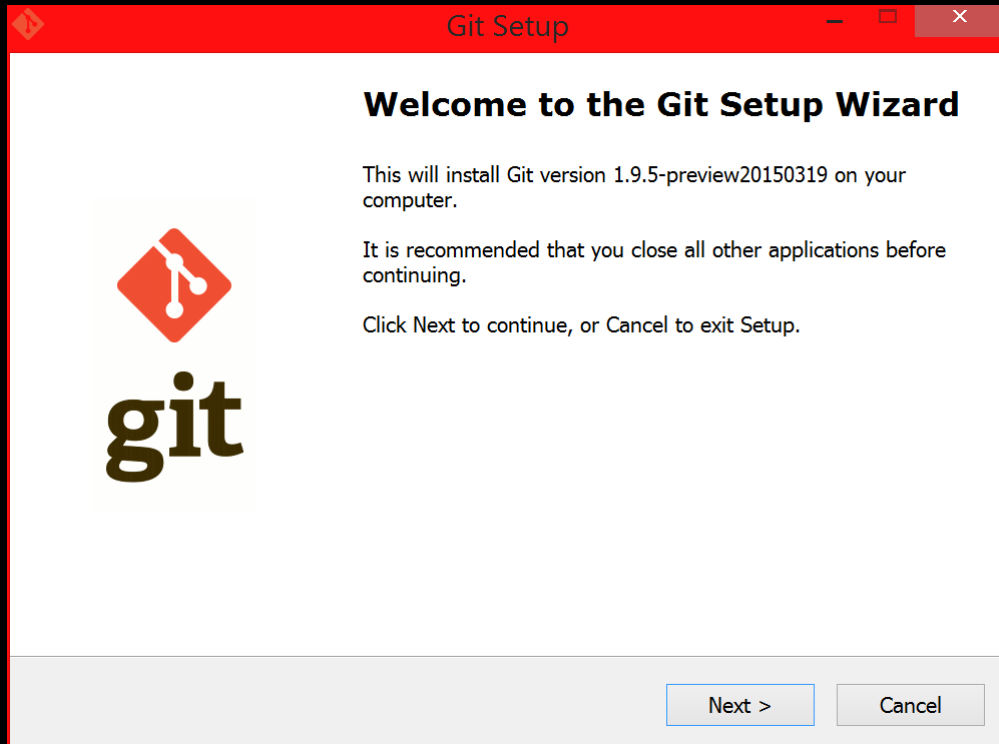 Git Setup
Welcome to the Git Setup Wizard
This will install Git version 1.9.5-preview20150319 on your
computer.
It is recommended that you close all other applications before
continuing.
Click Next to continue, or Cancel to exit Setup.
git
Next >
Cancel